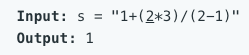 Input: s = "1+(2*3)/(2-1)"
Output: 1